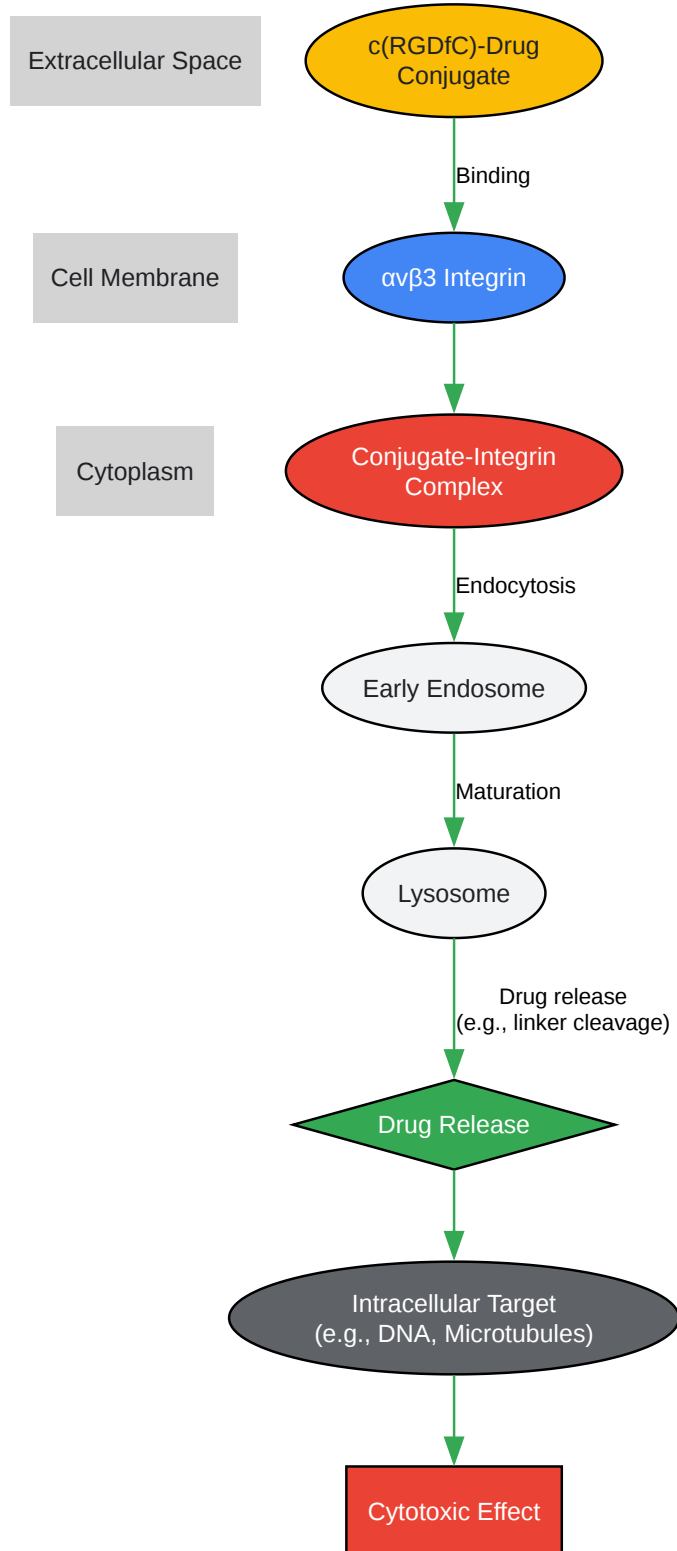 Extracellular Space
c(RGDfC)-Drug
Conjugate
Binding
Cell Membrane
αvβ3 Integrin
Cytoplasm
Conjugate-Integrin
Complex
Endocytosis
Early Endosome
Maturation
Lysosome
Drug release
(e.g., linker cleavage)
Drug Release
Intracellular Target
(e.g., DNA, Microtubules)
Cytotoxic Effect